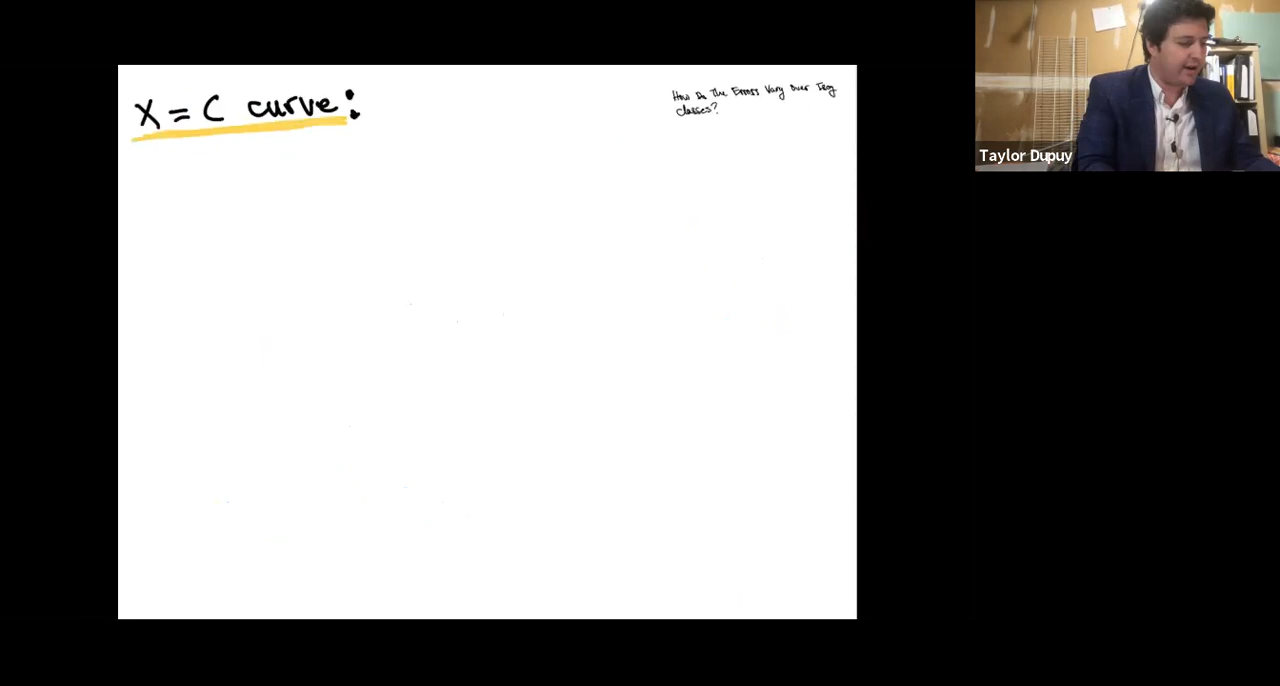 X = C curve:
How Do The Errors Vary Over Isog
classes?
Taylor Dupuy